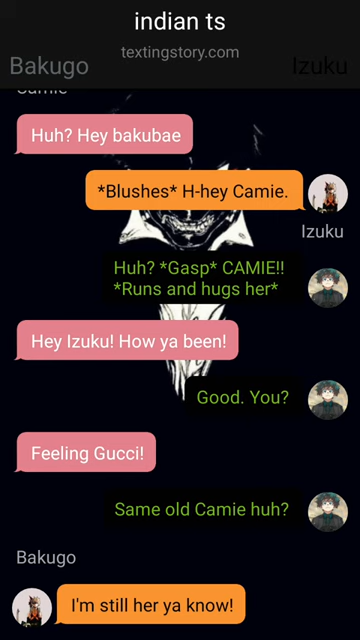 indian ts
textingstory.com
Bakugo
Izuku
Camie
Huh? Hey bakubae
*Blushes* H-hey Camie.
Izuku
Huh? *Gasp* CAMIE!!
*Runs and hugs her*
Hey Izuku! How ya been!
Good. You?
Feeling Gucci!
Same old Camie huh?
Bakugo
I'm still her ya know!